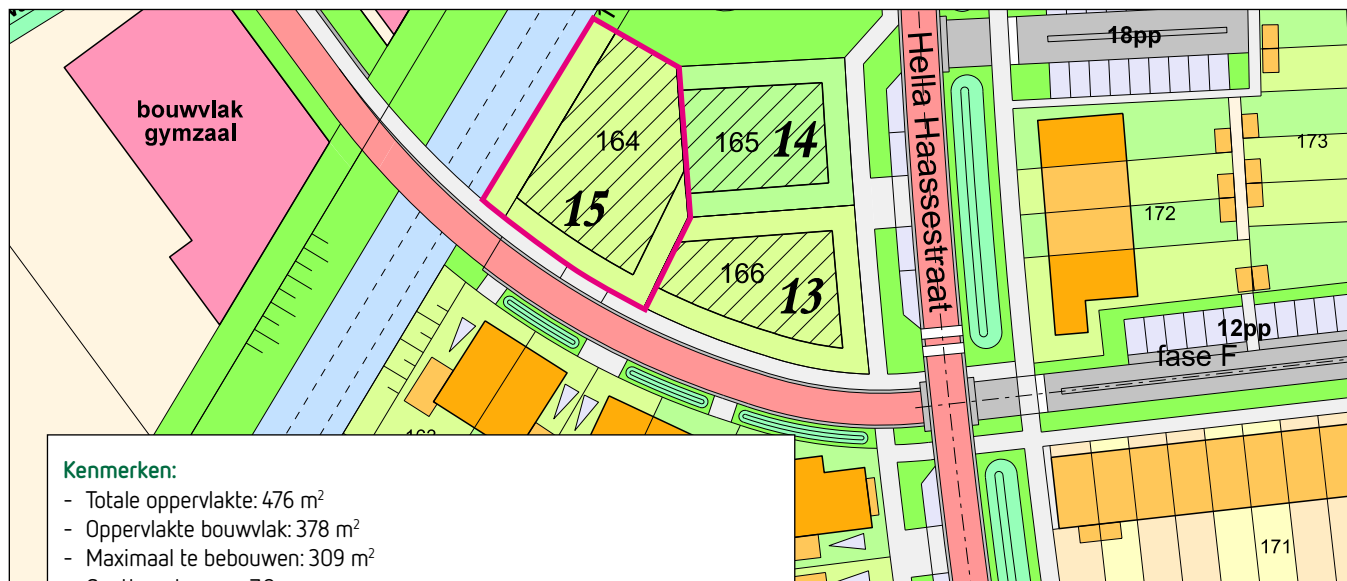 bouwvlak
gymzaal
164
15
165
14
166
13
Hella Haassestraat
18pp
173
172
12pp
fase F
171
Kenmerken:
- Totale oppervlakte: 476 m²
- Oppervlakte bouwvlak: 378 m²
- Maximaal te bebouwen: 309 m²